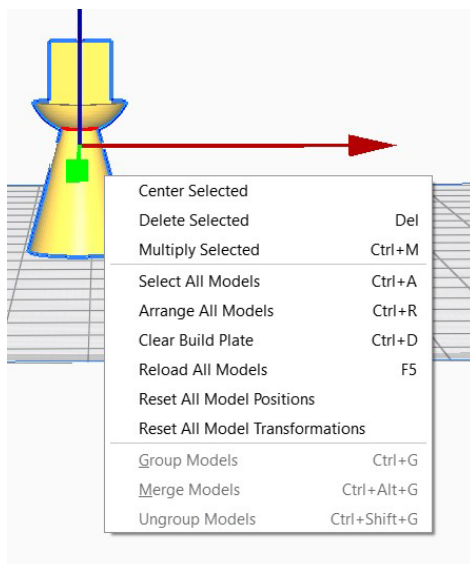 Center Selected
Delete Selected Del
Multiply Selected Ctrl+M
Select All Models Ctrl+A
Arrange All Models Ctrl+R
Clear Build Plate Ctrl+D
Reload All Models F5
Reset All Model Positions
Reset All Model Transformations
Group Models Ctrl+G
Merge Models Ctrl+Alt+G
Ungroup Models Ctrl+Shift+G